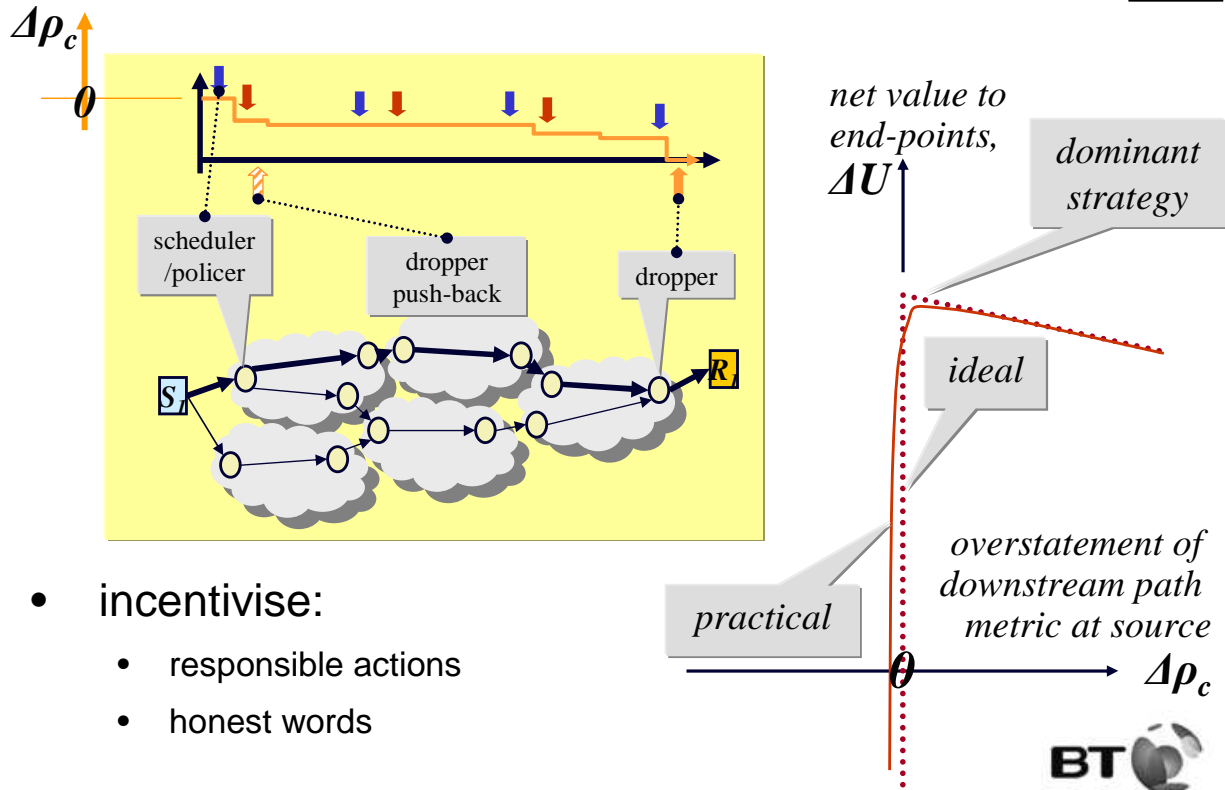 Δρc
0
scheduler
/policer
dropper
push-back
dropper
S1
R1
net value to
end-points,
ΔU
dominant
strategy
ideal
practical
overstatement of
downstream path
metric at source
0
Δρc
• incentivise:
• responsible actions
• honest words
BT